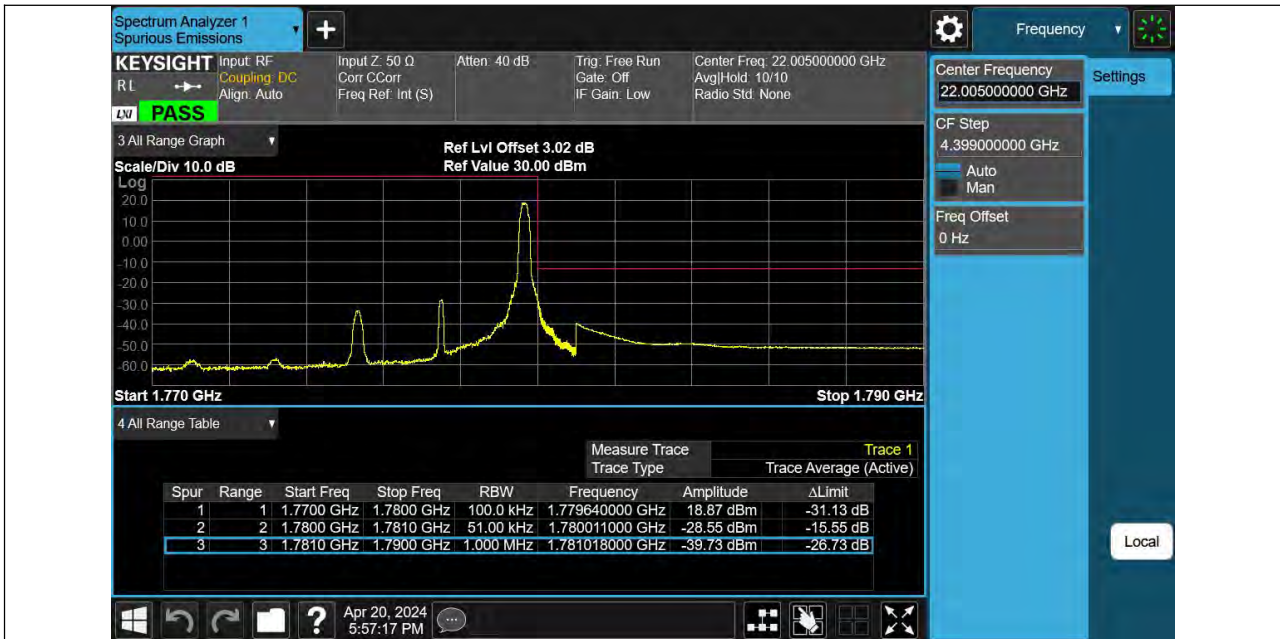 Spectrum Analyzer 1
Spurious Emissions
Frequency
KEYSIGHT
RL
LXI
PASS
Input: RF
Coupling: DC
Align: Auto
Input Z: 50 Ω
Corr CCorr
Freq Ref: Int (S)
Atten: 40 dB
Trig: Free Run
Gate: Off
IF Gain: Low
Center Freq: 22.005000000 GHz
Avg|Hold: 10/10
Radio Std: None
Center Frequency
22.005000000 GHz
Settings
CF Step
4.399000000 GHz
Auto
Man
Freq Offset
0 Hz
3 All Range Graph
Scale/Div 10.0 dB
Ref Lvl Offset 3.02 dB
Ref Value 30.00 dBm
Log
20.0
10.0
0.00
-10.0
-20.0
-30.0
-40.0
-50.0
-60.0
Start 1.770 GHz
Stop 1.790 GHz
4 All Range Table
Measure Trace Trace 1
Trace Type Trace Average (Active)
Spur Range Start Freq Stop Freq RBW Frequency Amplitude ΔLimit
1 1 1.7700 GHz 1.7800 GHz 100.0 kHz 1.779640000 GHz 18.87 dBm -31.13 dB
2 2 1.7800 GHz 1.7810 GHz 51.00 kHz 1.780011000 GHz -28.55 dBm -15.55 dB
3 3 1.7810 GHz 1.7900 GHz 1.000 MHz 1.781018000 GHz -39.73 dBm -26.73 dB
Local
?
Apr 20, 2024
5:57:17 PM